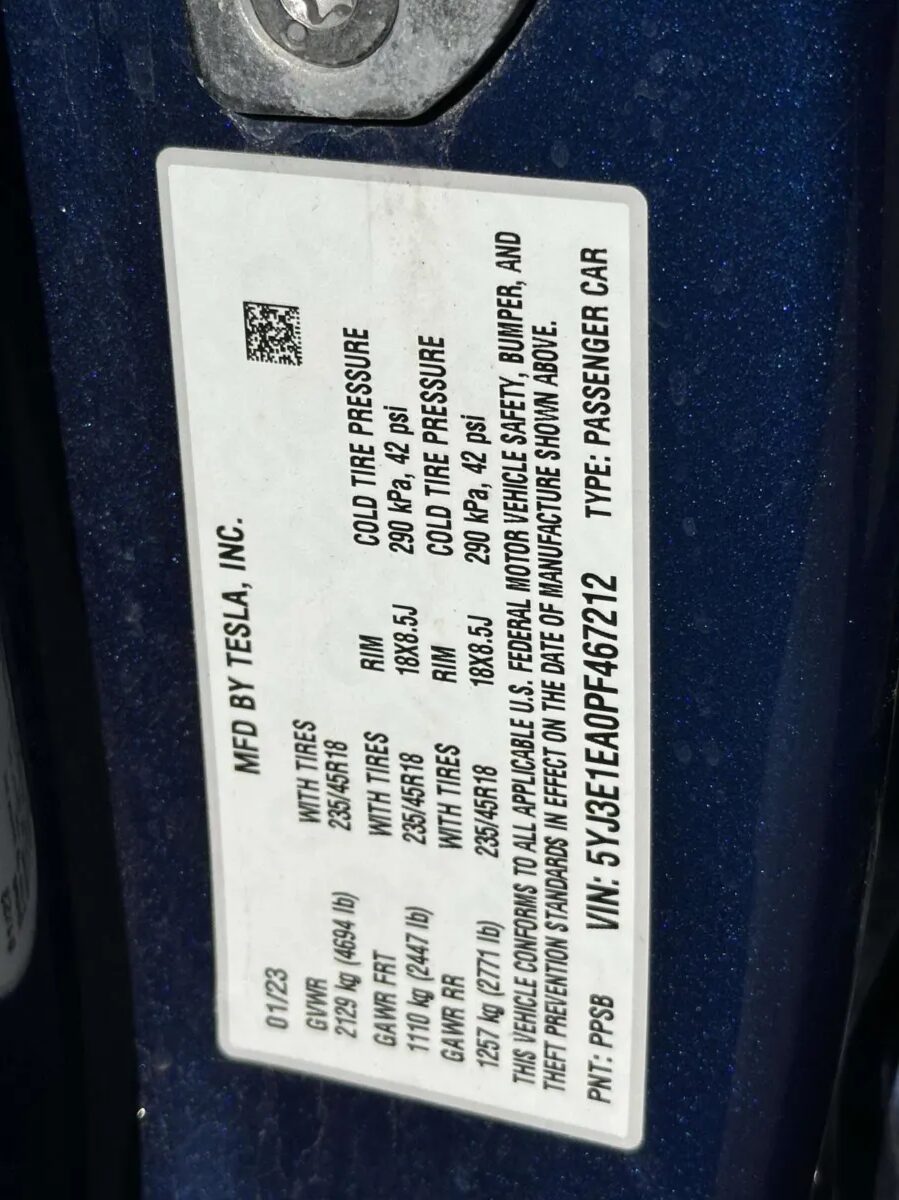 MFD BY TESLA, INC.
01/23
GVWR WITH TIRES
2129 kg (4694 lb) 235/45R18
GAWR FRT WITH TIRES RIM COLD TIRE PRESSURE
1110 kg (2447 lb) 235/45R18 18X8.5J 290 kPa, 42 psi
GAWR RR WITH TIRES RIM COLD TIRE PRESSURE
1257 kg (2771 lb) 235/45R18 18X8.5J 290 kPa, 42 psi
THIS VEHICLE CONFORMS TO ALL APPLICABLE U.S. FEDERAL MOTOR VEHICLE SAFETY, BUMPER, AND
THEFT PREVENTION STANDARDS IN EFFECT ON THE DATE OF MANUFACTURE SHOWN ABOVE.
PNT: PPSB VIN: 5YJ3E1EA0PF467212 TYPE: PASSENGER CAR